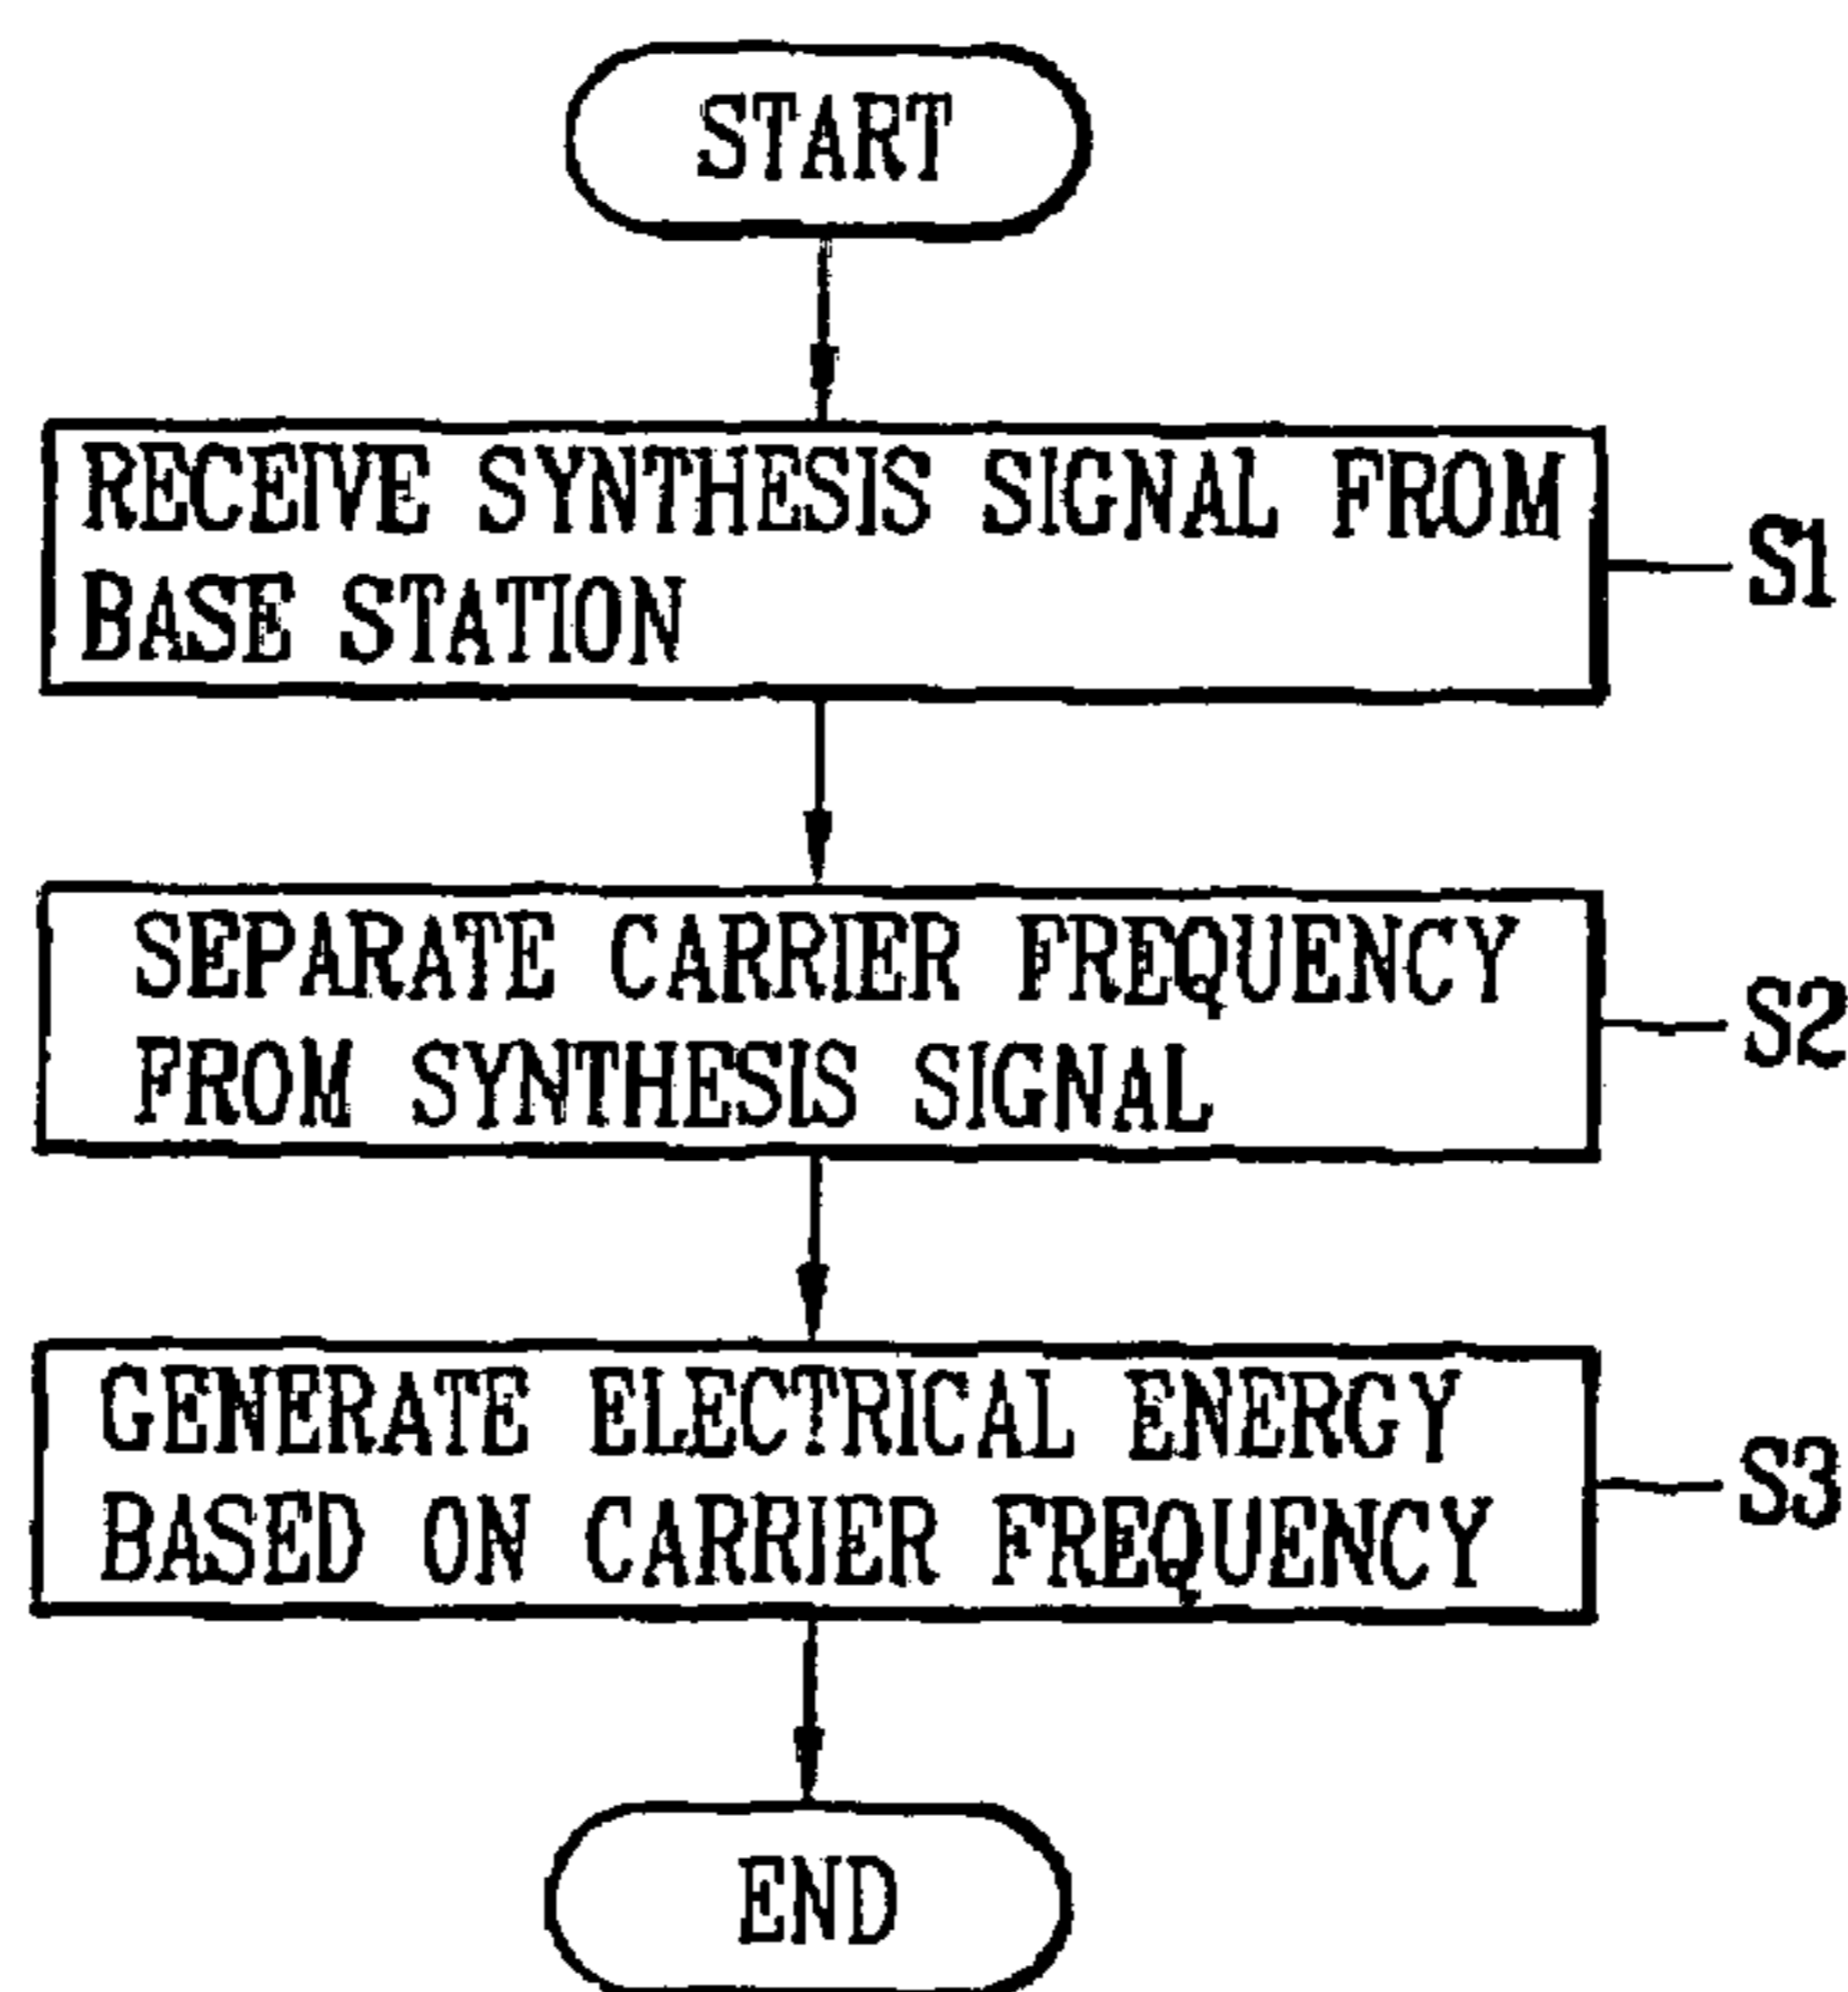 START
RECEIVE SYNTHESIS SIGNAL FROM
BASE STATION
S1
SEPARATE CARRIER FREQUENCY
FROM SYNTHESIS SIGNAL
S2
GENERATE ELECTRICAL ENERGY
BASED ON CARRIER FREQUENCY
S3
END